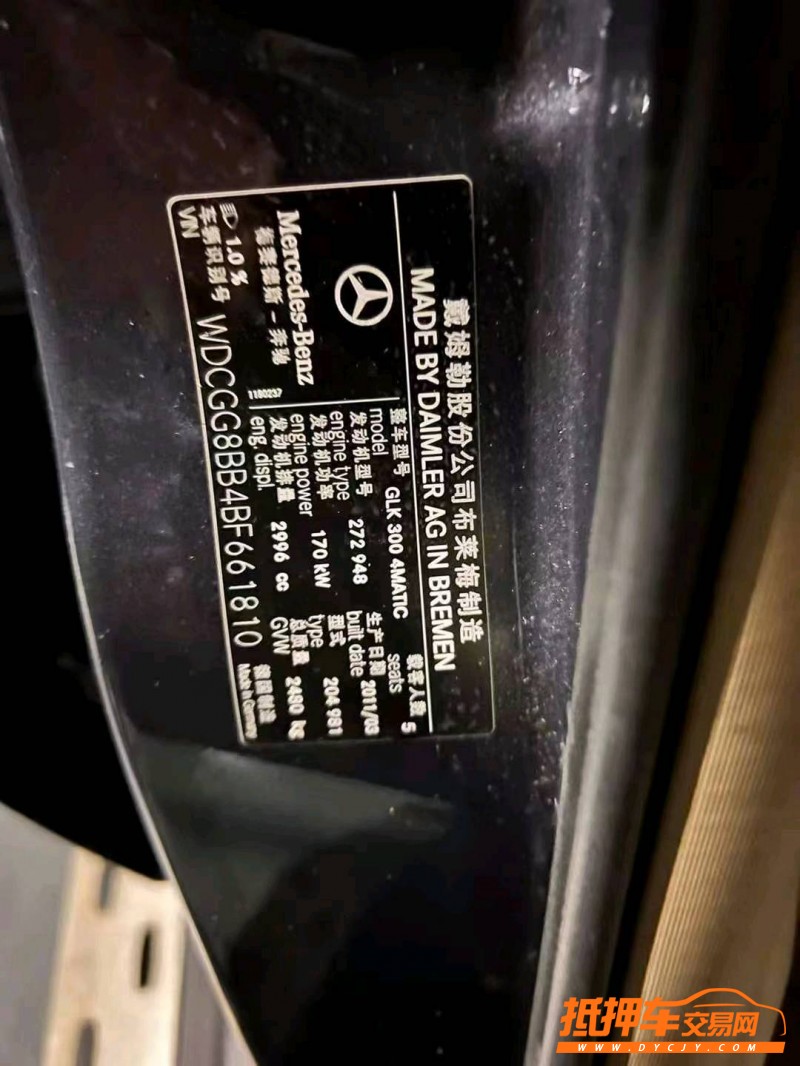 戴姆勒股份公司布莱梅制造
MADE BY DAIMLER AG IN BREMEN
整车型号 GLK 300 4MATIC 载客人数 5
model seats
发动机型号 272 948 生产日期 2011/03
engine type built date
发动机功率 170 kW 型式 204 981
engine power type
发动机排量 2996 cc 总质量 2480 kg
eng. displ. GVW
Mercedes-Benz
梅赛德斯-奔驰
1180237
1.0 %
车辆识别号 WDCGG8BB4BF661810 德国制造
VIN Made in Germany
抵押车交易网
WWW.DYCJY.COM